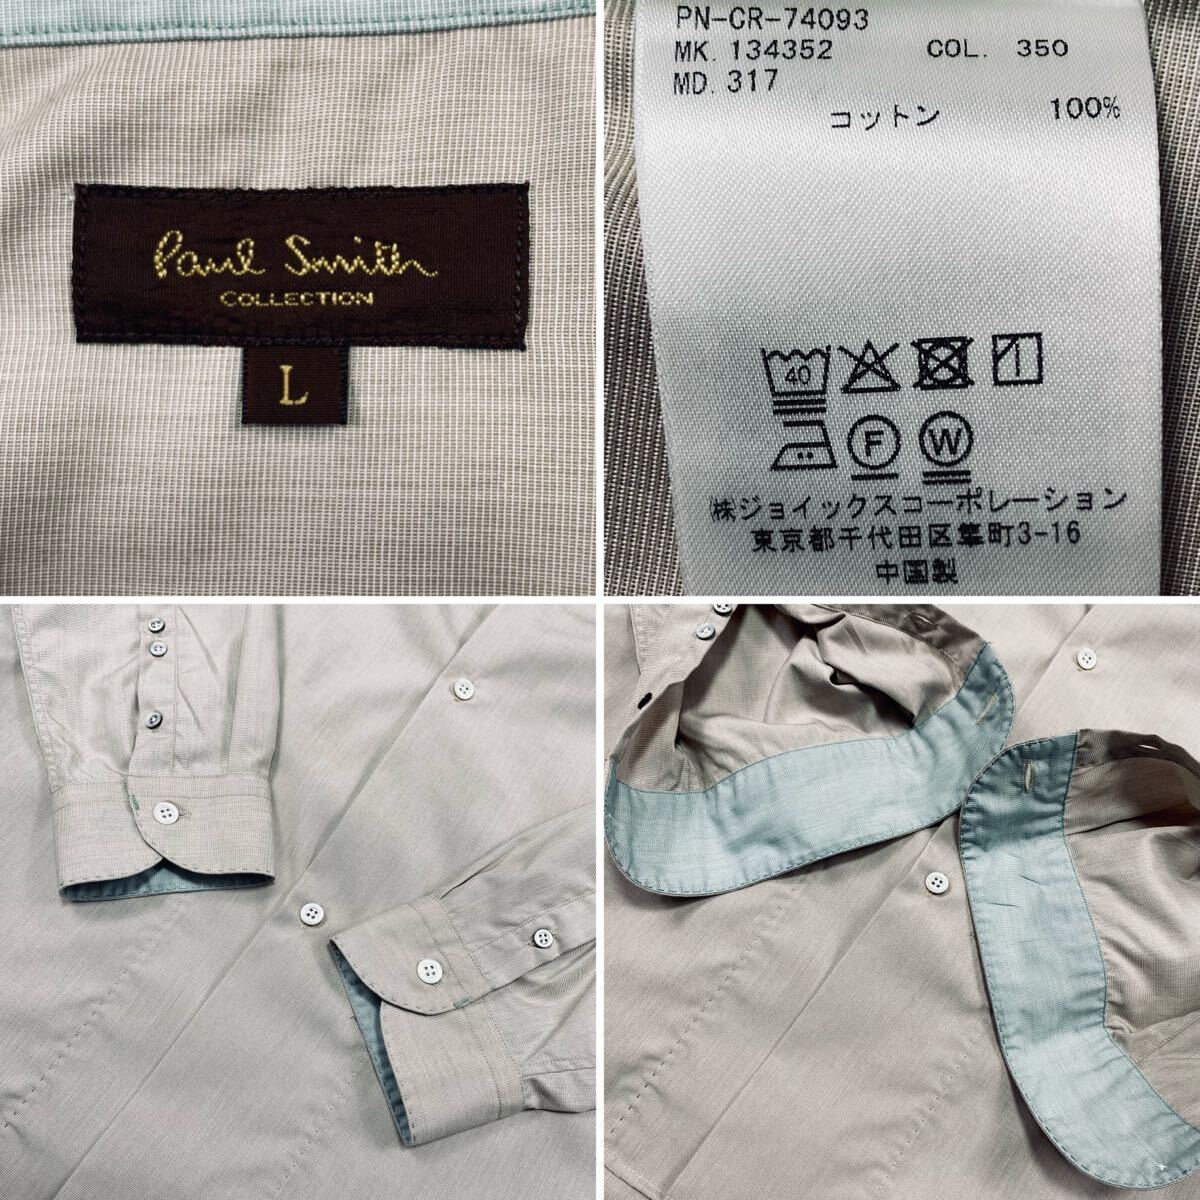 Paul Smith
COLLECTION
L
PN-CR-74093
MK. 134352 COL. 350
MD. 317
コットン 100%
40
F W
㈱ジョイックスコーポレーション
東京都千代田区隼町3-16
中国製